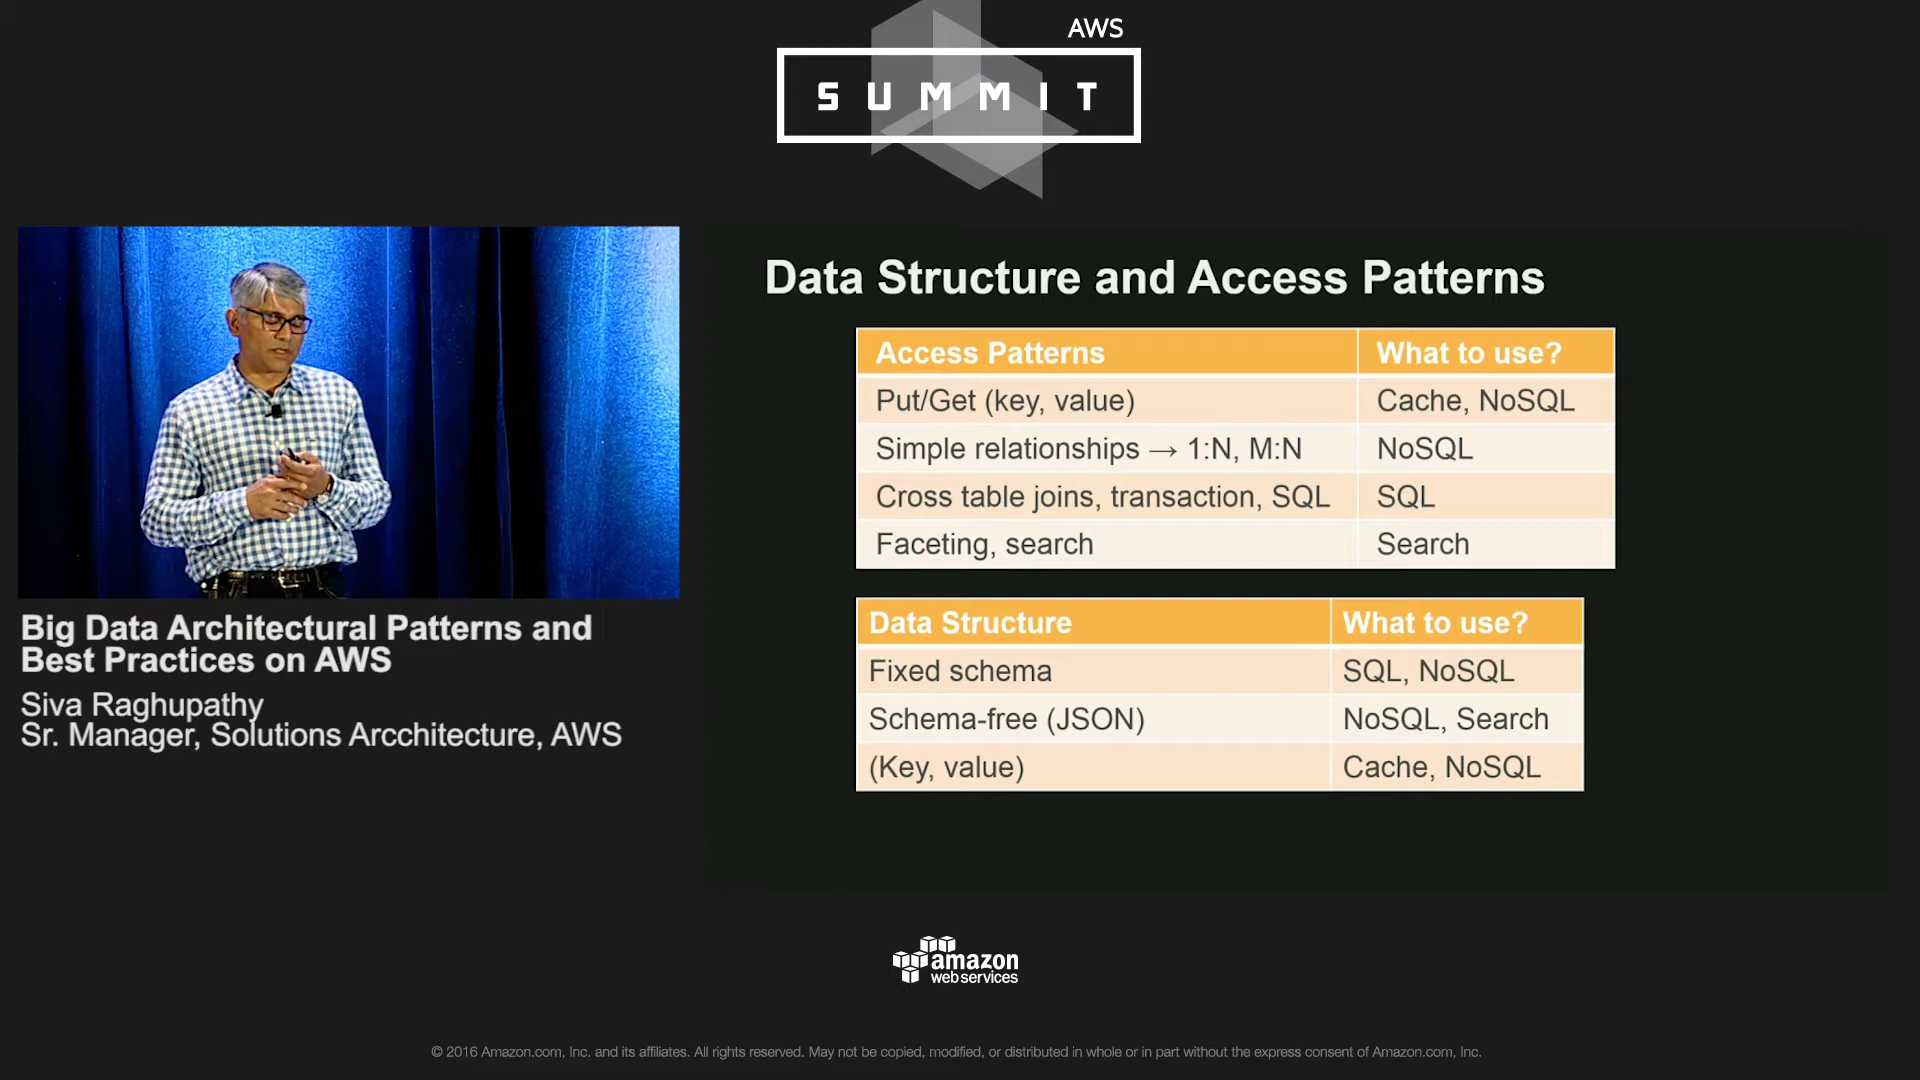 AWS
SUMMIT
Data Structure and Access Patterns
Access Patterns What to use?
Put/Get (key, value) Cache, NoSQL
Simple relationships → 1:N, M:N NoSQL
Cross table joins, transaction, SQL SQL
Faceting, search Search
Data Structure What to use?
Fixed schema SQL, NoSQL
Schema-free (JSON) NoSQL, Search
(Key, value) Cache, NoSQL
Big Data Architectural Patterns and
Best Practices on AWS
Siva Raghupathy
Sr. Manager, Solutions Arcchitecture, AWS
amazon
webservices
© 2016 Amazon.com, Inc. and its affiliates. All rights reserved. May not be copied, modified, or distributed in whole or in part without the express consent of Amazon.com, Inc.